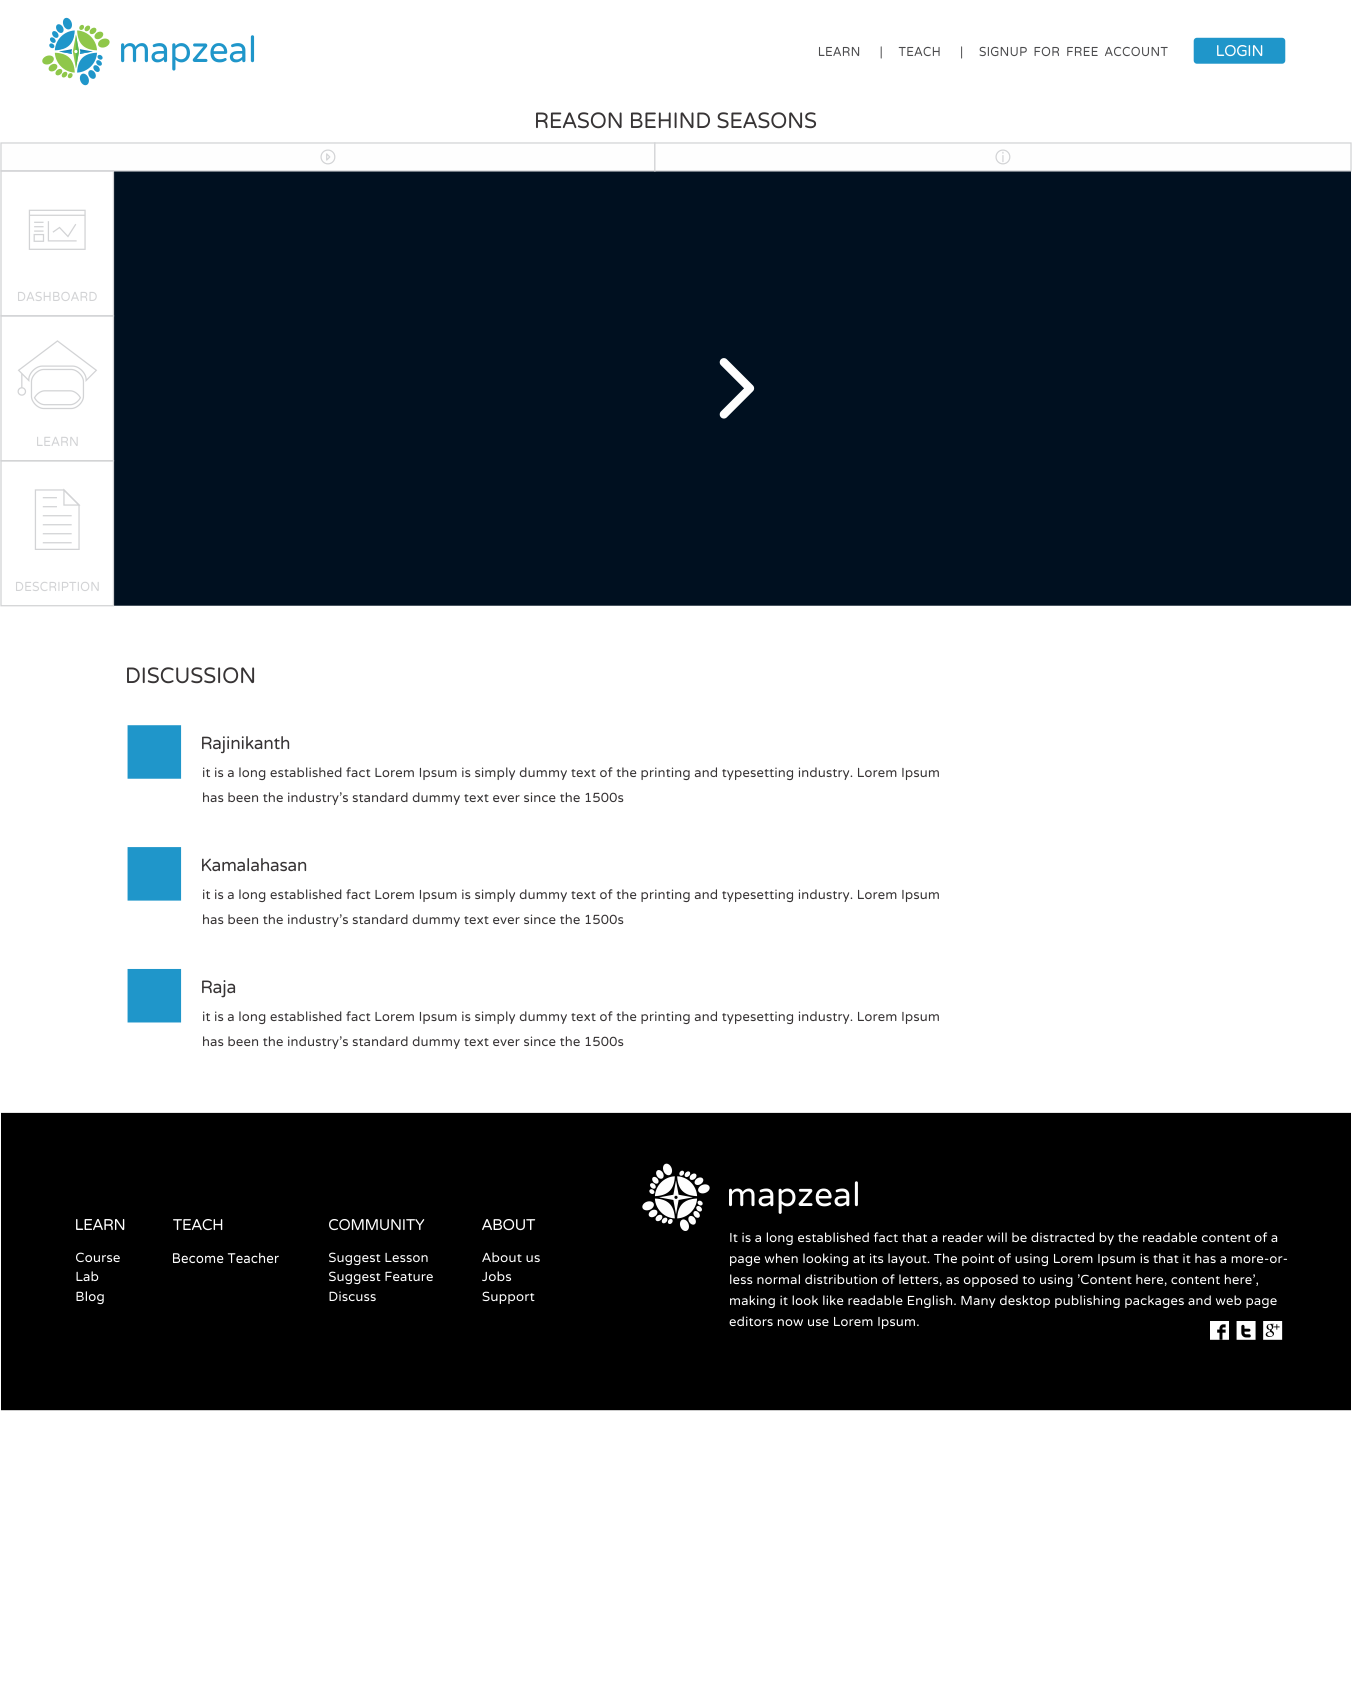 mapzeal
LEARN | TEACH | SIGNUP FOR FREE ACCOUNT LOGIN
REASON BEHIND SEASONS
DASHBOARD
LEARN
DESCRIPTION
DISCUSSION
Rajinikanth
it is a long established fact Lorem Ipsum is simply dummy text of the printing and typesetting industry. Lorem Ipsum
has been the industry's standard dummy text ever since the 1500s
Kamalahasan
it is a long established fact Lorem Ipsum is simply dummy text of the printing and typesetting industry. Lorem Ipsum
has been the industry's standard dummy text ever since the 1500s
Raja
it is a long established fact Lorem Ipsum is simply dummy text of the printing and typesetting industry. Lorem Ipsum
has been the industry's standard dummy text ever since the 1500s
LEARN
Course
Lab
Blog
TEACH
Become Teacher
COMMUNITY
Suggest Lesson
Suggest Feature
Discuss
ABOUT
About us
Jobs
Support
mapzeal
It is a long established fact that a reader will be distracted by the readable content of a
page when looking at its layout. The point of using Lorem Ipsum is that it has a more-or-
less normal distribution of letters, as opposed to using 'Content here, content here',
making it look like readable English. Many desktop publishing packages and web page
editors now use Lorem Ipsum.